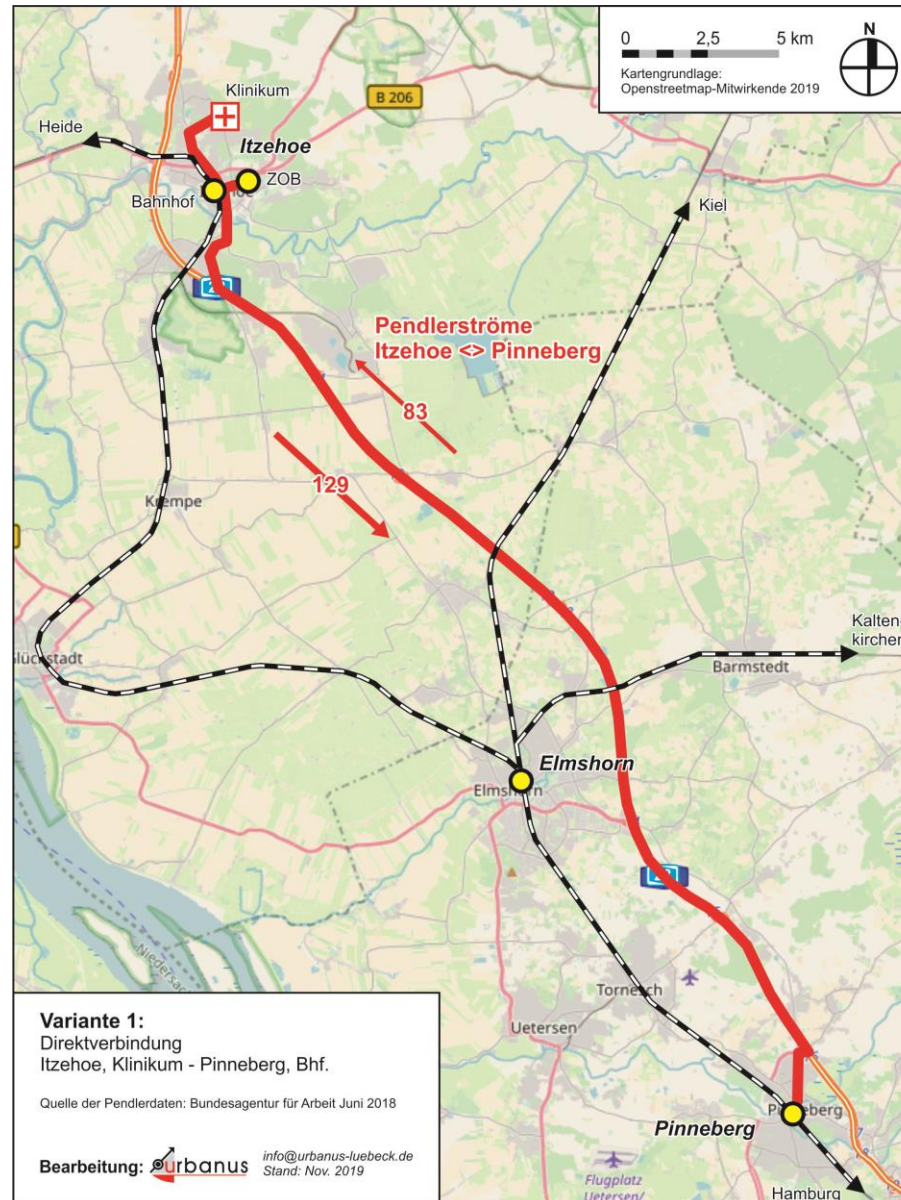 0 2,5 5 km
Kartengrundlage:
Openstreetmap-Mitwirkende 2019
N
Klinikum
B 206
Heide
Itzehoe
ZOB
Bahnhof
Kiel
Pendlerströme
Itzehoe <> Pinneberg
83
129
Krempe
Kalten-
kirchen
Glückstadt
Barmstedt
Elmshorn
Elmshorn
Tornesch
Uetersen
Pinneberg
Pinneberg
Flugplatz
Uetersen/
Hamburg
Variante 1:
Direktverbindung
Itzehoe, Klinikum - Pinneberg, Bhf.
Quelle der Pendlerdaten: Bundesagentur für Arbeit Juni 2018
Bearbeitung: urbanus
info@urbanus-luebeck.de
Stand: Nov. 2019